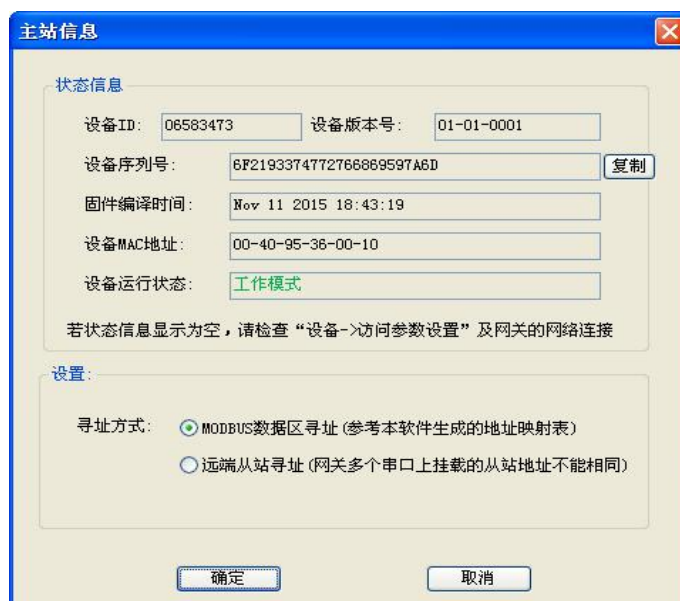 主站信息
状态信息
设备ID: 06583473 设备版本号: 01-01-0001
设备序列号: 6F2193374772766869597A6D 复制
固件编译时间: Nov 11 2015 18:43:19
设备MAC地址: 00-40-95-36-00-10
设备运行状态: 工作模式
若状态信息显示为空,请检查“设备->访问参数设置”及网关的网络连接
设置:
寻址方式: MODBUS数据区寻址(参考本软件生成的地址映射表)
远端从站寻址(网关多个串口上挂载的从站地址不能相同)
确定 取消